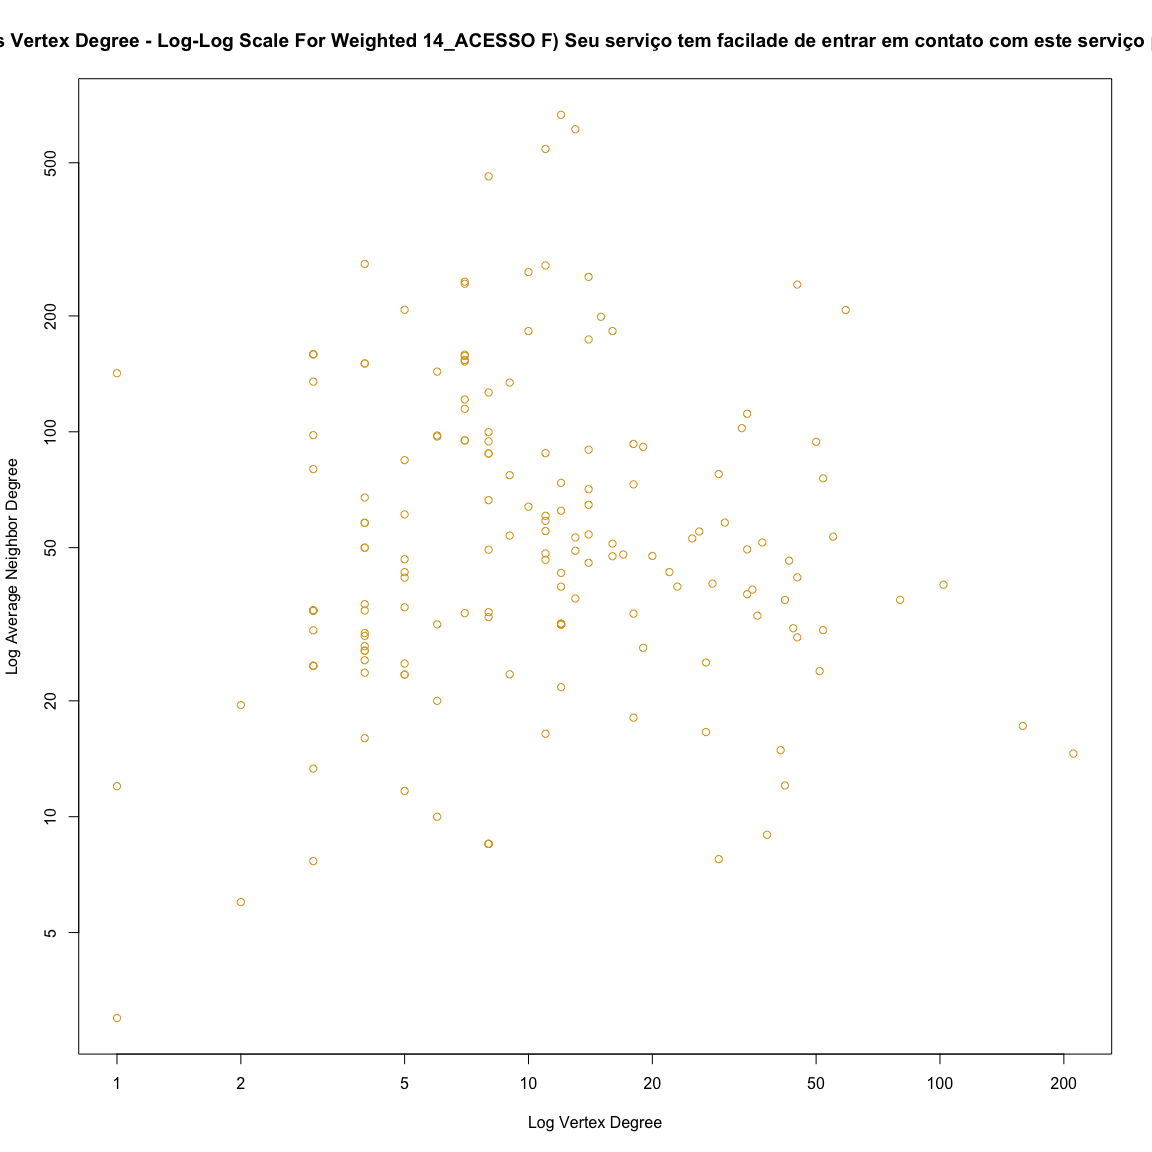 s Vertex Degree - Log-Log Scale For Weighted 14_ACESSO F) Seu serviço tem facilade de entrar em contato com este serviço
500
200
100
50
20
10
5
Log Average Neighbor Degree
1 2 5 10 20 50 100 200
Log Vertex Degree